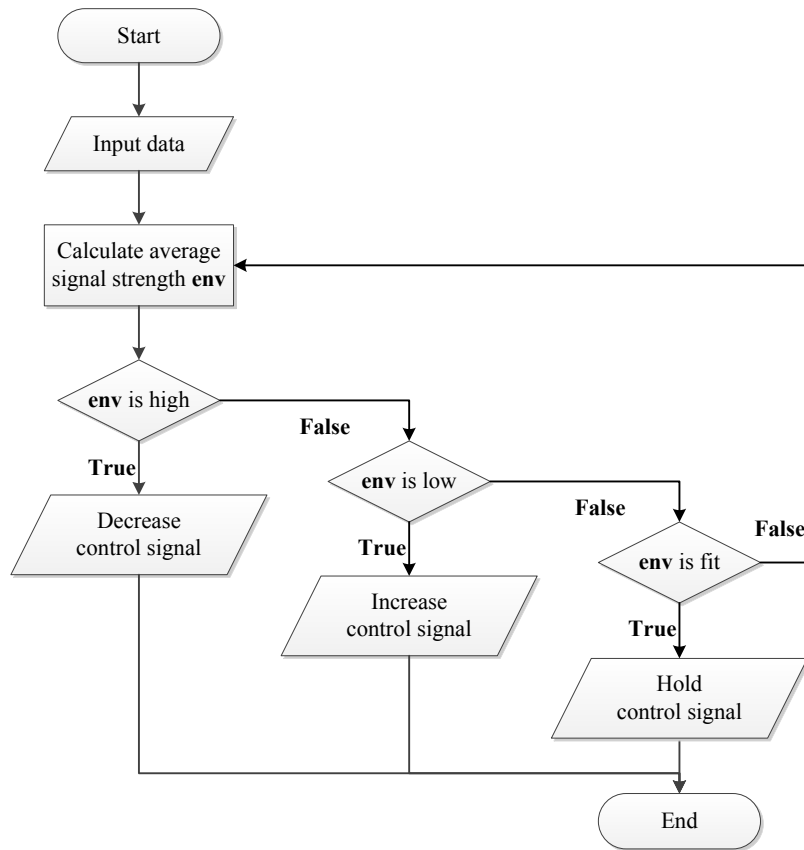 Start
Input data
Calculate average
signal strength env
env is high
False
True
env is low
Decrease
control signal
False
True
env is fit
False
Increase
control signal
True
Hold
control signal
End